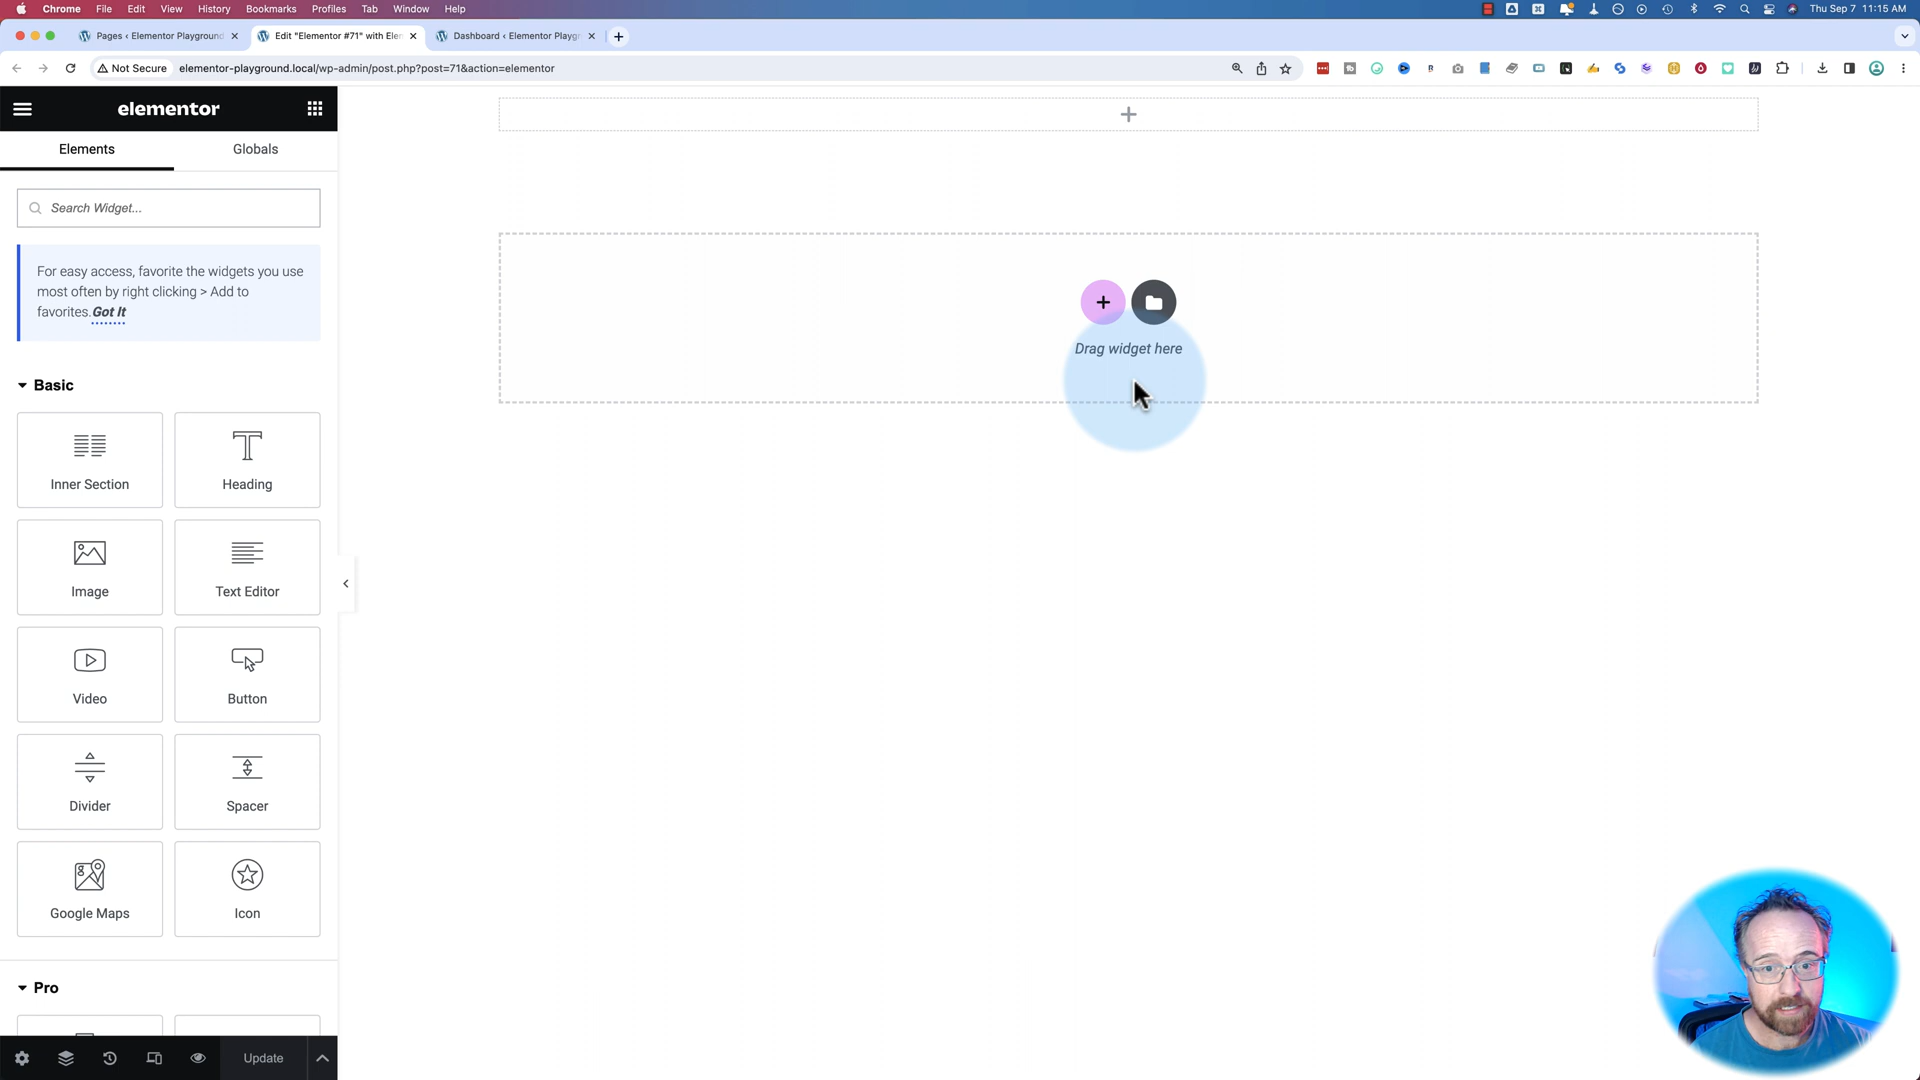 Chrome File Edit View History Bookmarks Profiles Tab Window Help Thu Sep 7 11:15 AM
Pages ‹ Elementor Playground Edit "Elementor #71" with Elem Dashboard ‹ Elementor Playgr
Not Secure elementor-playground.local/wp-admin/post.php?post=71&action=elementor
elementor
Elements Globals
Search Widget...
For easy access, favorite the widgets you use
most often by right clicking > Add to
favorites. Got It
Drag widget here
Basic
Inner Section Heading
Image Text Editor
Video Button
Divider Spacer
Google Maps Icon
Pro
Update